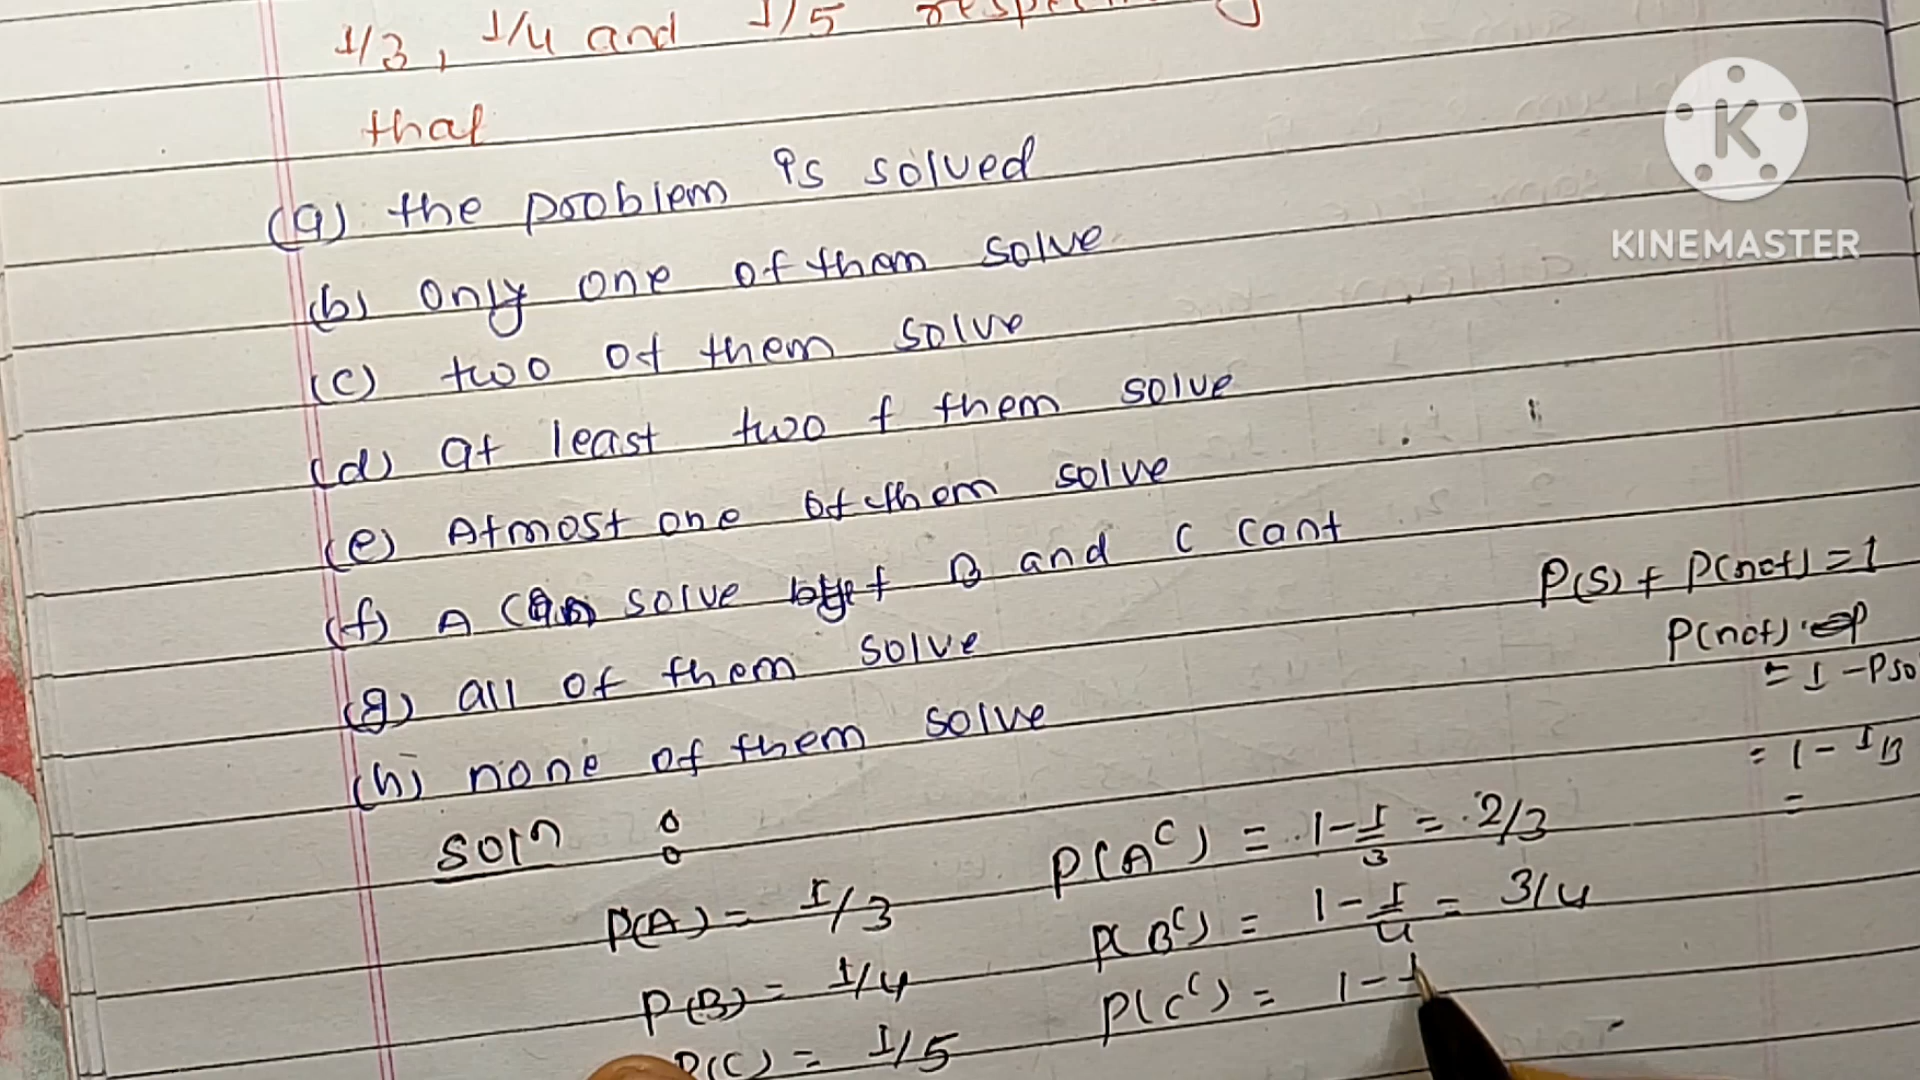 1/3, 1/4 and 1/5
that
(a) the problem is solved
(b) only one of them solve
(c) two of them solve
(d) at least two f them solve
(e) Atmost one of them solve
(f) A can solve but B and C cant
(g) all of them solve
(h) none of them solve
Soln :
P(A) = 1/3
P(B) = 1/4
P(C) = 1/5
P(A^C) = 1 - 1/3 = 2/3
P(B^C) = 1 - 1/4 = 3/4
P(C^C) = 1 -
P(S) + P(not) = 1
P(not)
= 1 - PSO
= 1 - 1/3
=
K
KINEMASTER